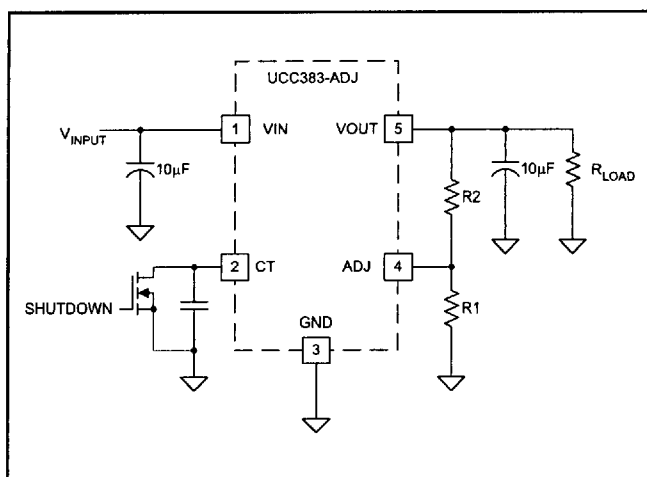 UCC383-ADJ
V_INPUT
1 VIN
VOUT 5
10µF
R2
10µF
R_LOAD
2 CT
ADJ 4
SHUTDOWN
R1
GND
3